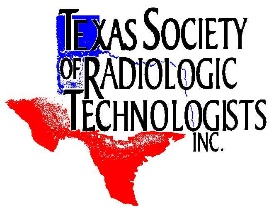 TEXAS SOCIETY
OF RADIOLOGIC
TECHNOLOGISTS
INC.